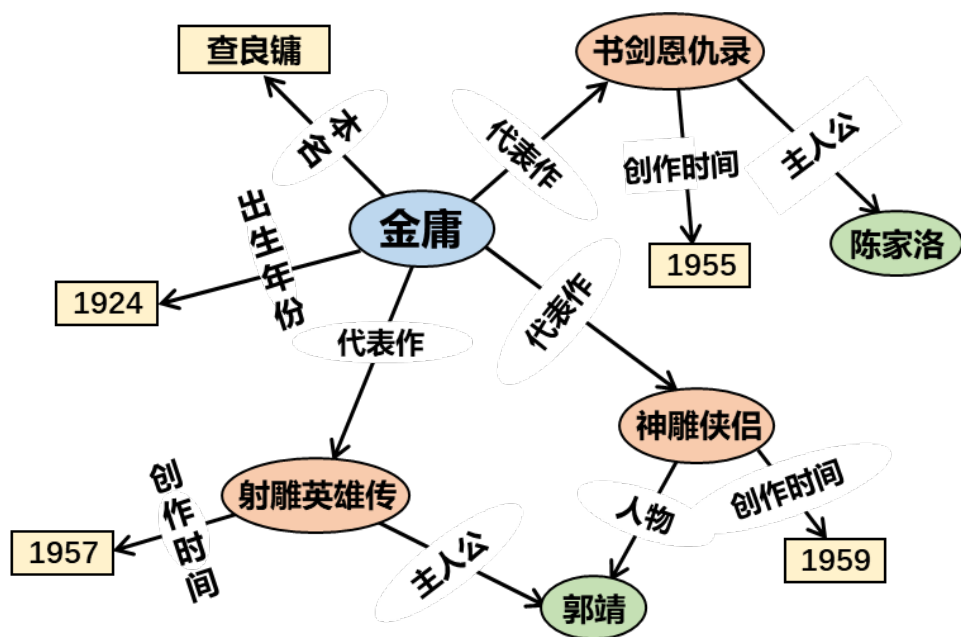 查良镛
书剑恩仇录
本名
代表作
创作时间
主人公
金庸
出生年份
陈家洛
1955
1924
代表作
代表作
神雕侠侣
射雕英雄传
创作时间
人物
创作时间
1957
主人公
1959
郭靖